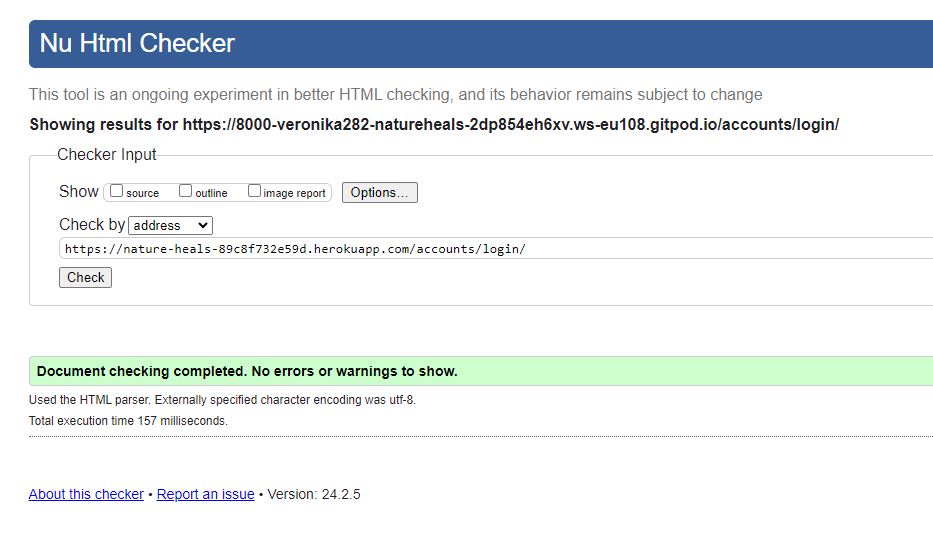 Nu Html Checker
This tool is an ongoing experiment in better HTML checking, and its behavior remains subject to change
Showing results for https://8000-veronika282-natureheals-2dp854eh6xv.ws-eu108.gitpod.io/accounts/login/
Checker Input
Show source outline image report Options...
Check by address
https://nature-heals-89c8f732e59d.herokuapp.com/accounts/login/
Check
Document checking completed. No errors or warnings to show.
Used the HTML parser. Externally specified character encoding was utf-8.
Total execution time 157 milliseconds.
About this checker • Report an issue • Version: 24.2.5